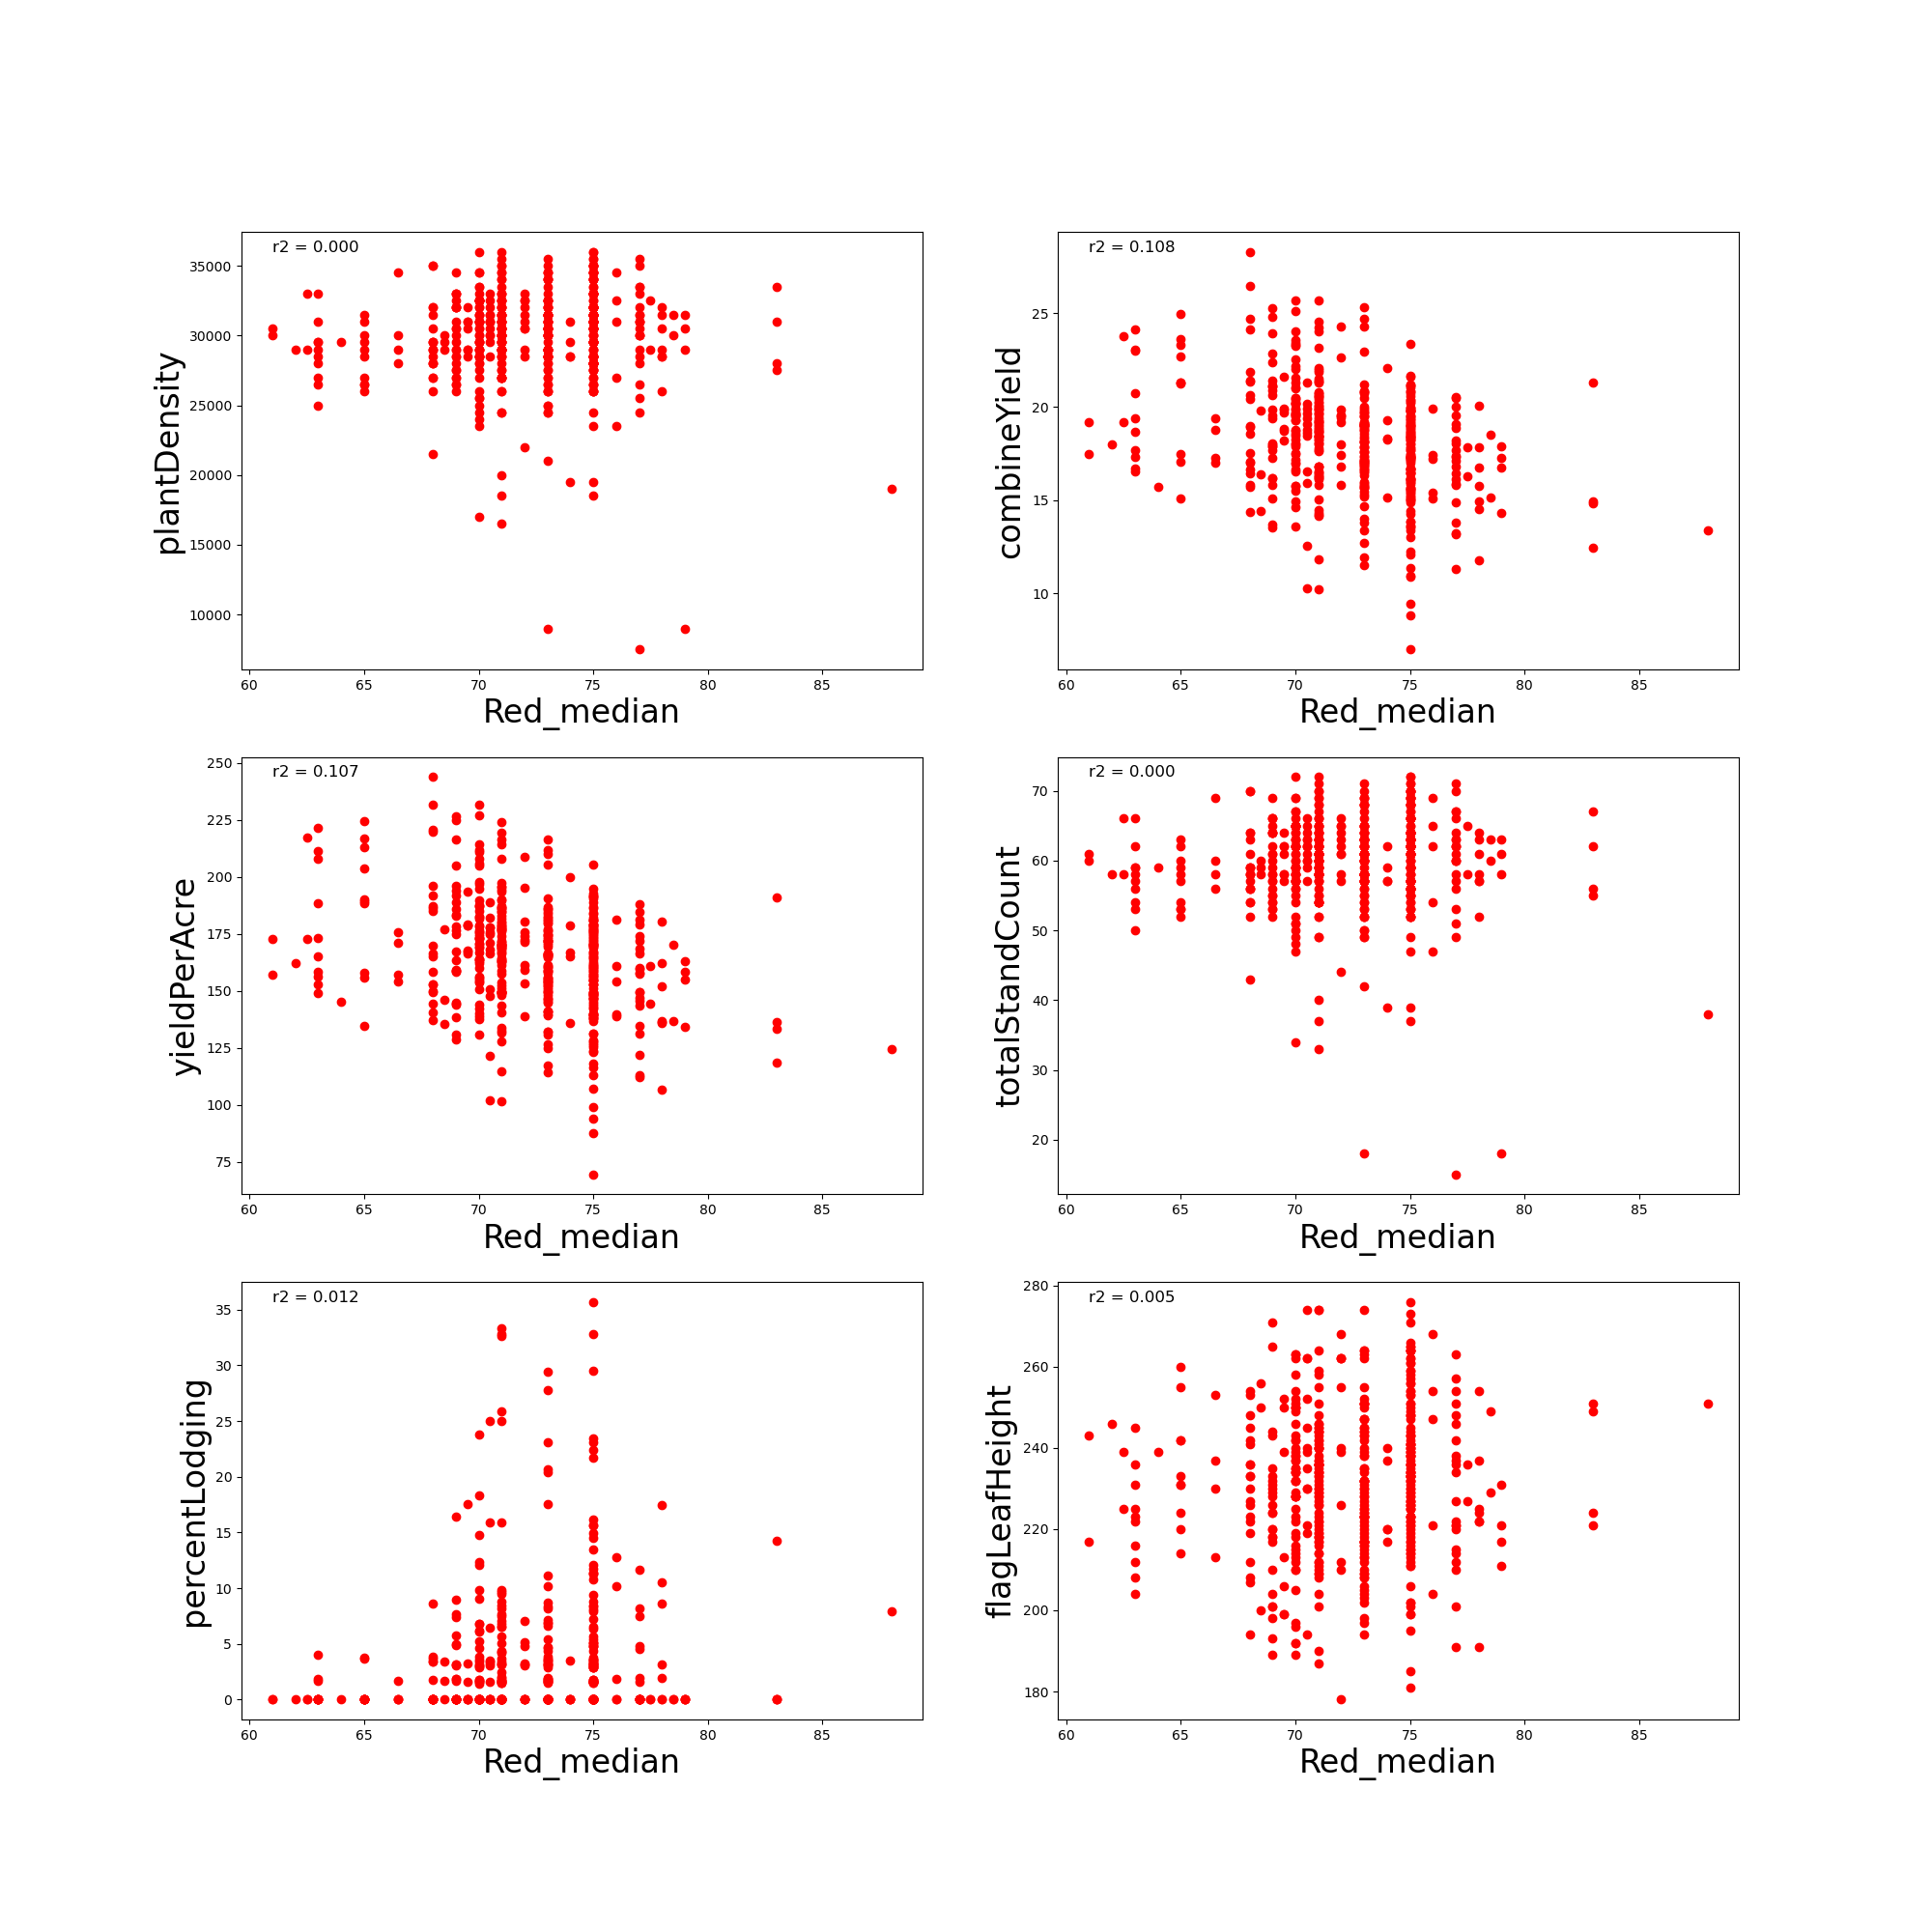 r2 = 0.000
35000
30000
25000
20000
15000
10000
plantDensity
60 65 70 75 80 85
Red_median
r2 = 0.108
25
20
15
10
combineYield
60 65 70 75 80 85
Red_median
r2 = 0.107
250
225
200
175
150
125
100
75
yieldPerAcre
60 65 70 75 80 85
Red_median
r2 = 0.000
70
60
50
40
30
20
totalStandCount
60 65 70 75 80 85
Red_median
r2 = 0.012
35
30
25
20
15
10
5
0
percentLodging
60 65 70 75 80 85
Red_median
r2 = 0.005
280
260
240
220
200
180
flagLeafHeight
60 65 70 75 80 85
Red_median